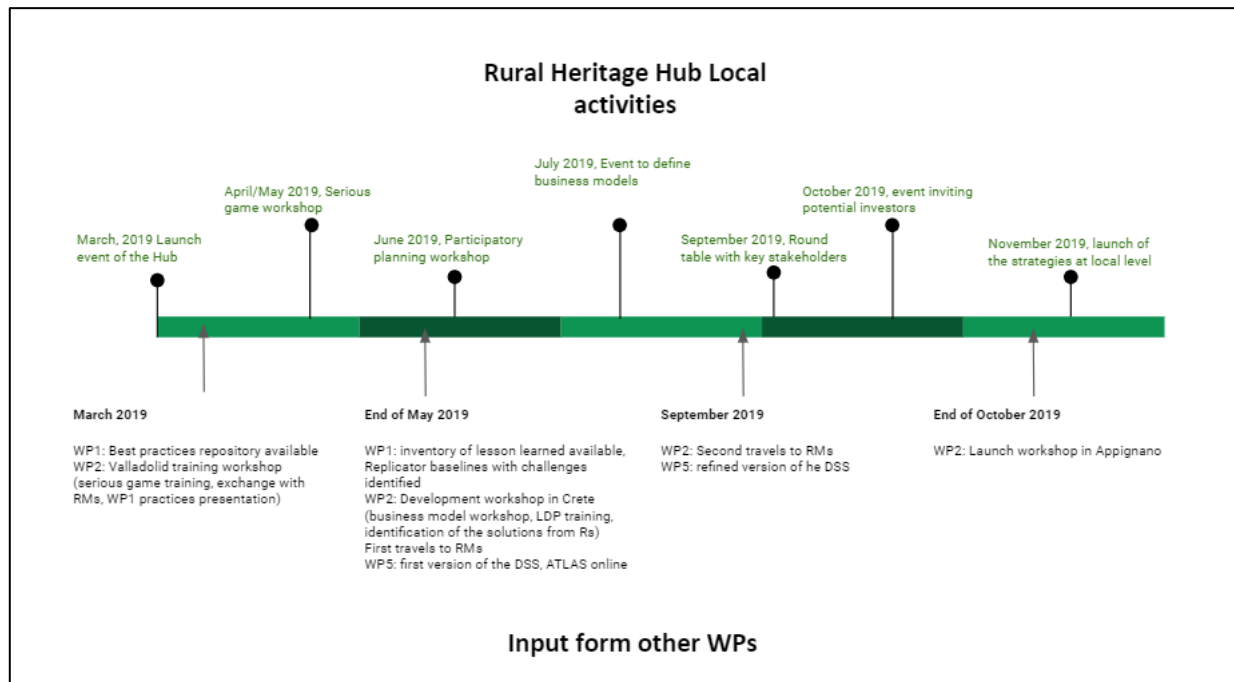 Rural Heritage Hub Local
activities
March, 2019 Launch
event of the Hub
April/May 2019, Serious
game workshop
June 2019, Participatory
planning workshop
July 2019, Event to define
business models
September 2019, Round
table with key stakeholders
October 2019, event inviting
potential investors
November 2019, launch of
the strategies at local level
March 2019
WP1: Best practices repository available
WP2: Valladolid training workshop
(serious game training, exchange with
RMs, WP1 practices presentation)
End of May 2019
WP1: inventory of lesson learned available,
Replicator baselines with challenges
identified
WP2: Development workshop in Crete
(business model workshop, LDP training,
identification of the solutions from Rs)
First travels to RMs
WP5: first version of the DSS, ATLAS online
September 2019
WP2: Second travels to RMs
WP5: refined version of he DSS
End of October 2019
WP2: Launch workshop in Appignano
Input form other WPs